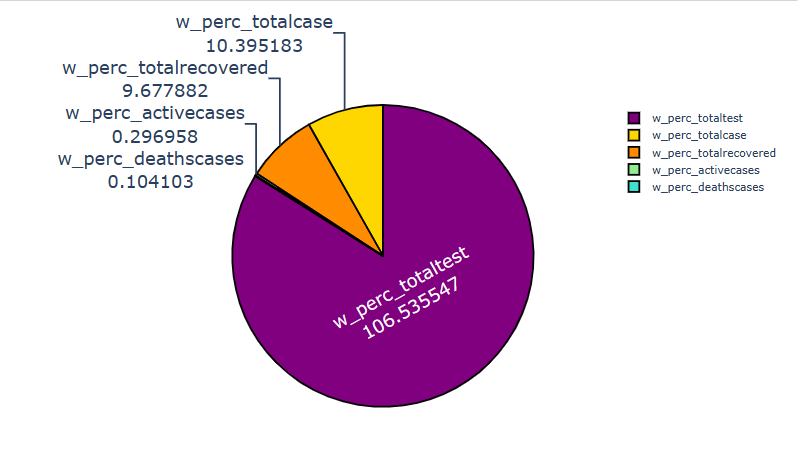 w_perc_totalcase
10.395183
w_perc_totalrecovered
9.677882
w_perc_activecases
0.296958
w_perc_deathscases
0.104103
w_perc_totaltest
106.535547
w_perc_totaltest
w_perc_totalcase
w_perc_totalrecovered
w_perc_activecases
w_perc_deathscases